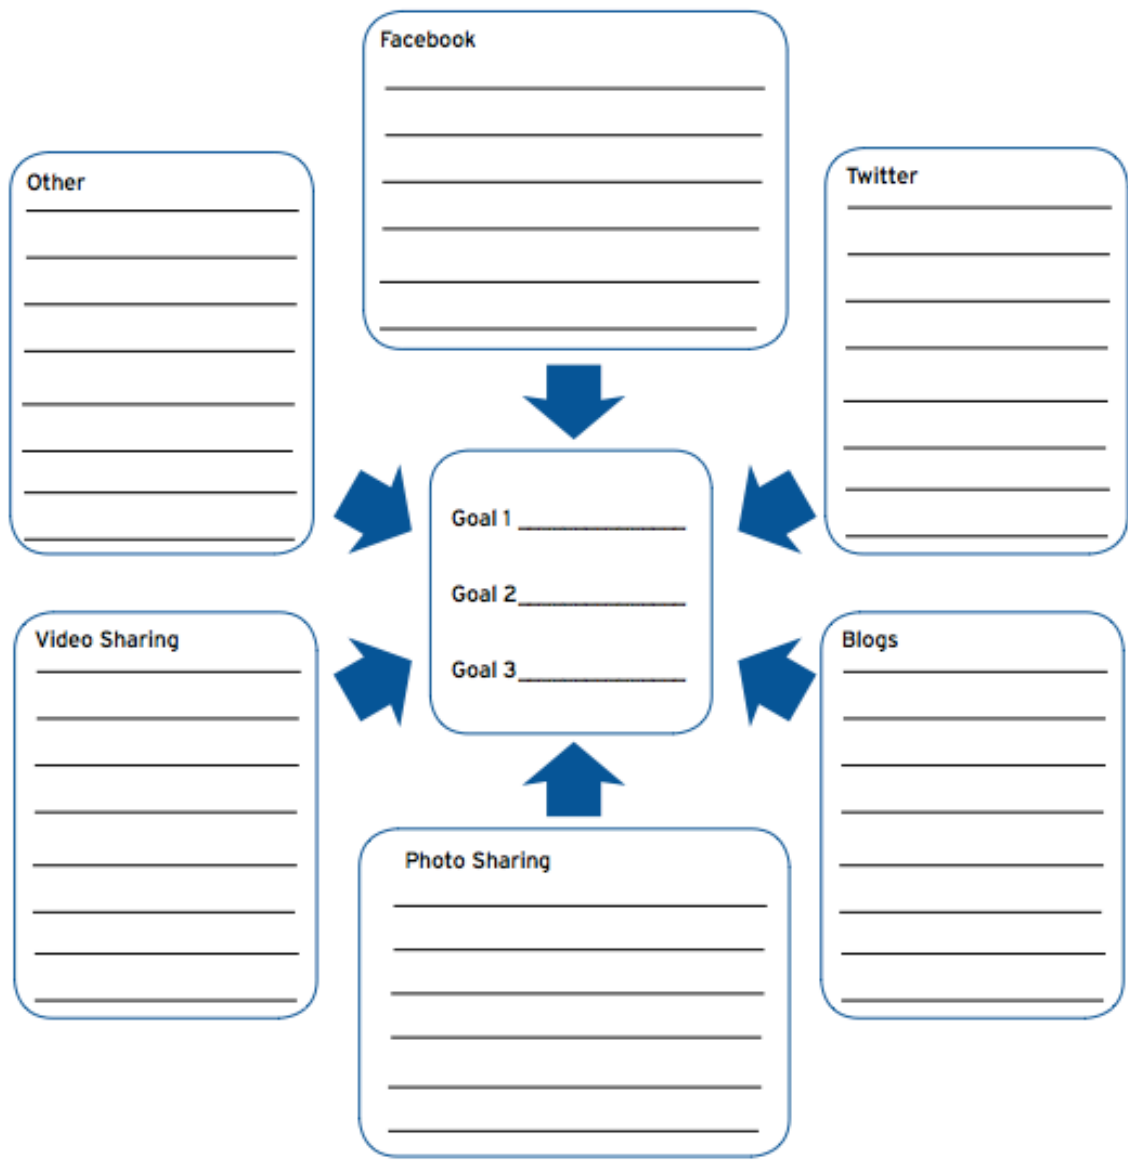 Facebook
Other
Twitter
Goal 1
Goal 2
Goal 3
Video Sharing
Blogs
Photo Sharing